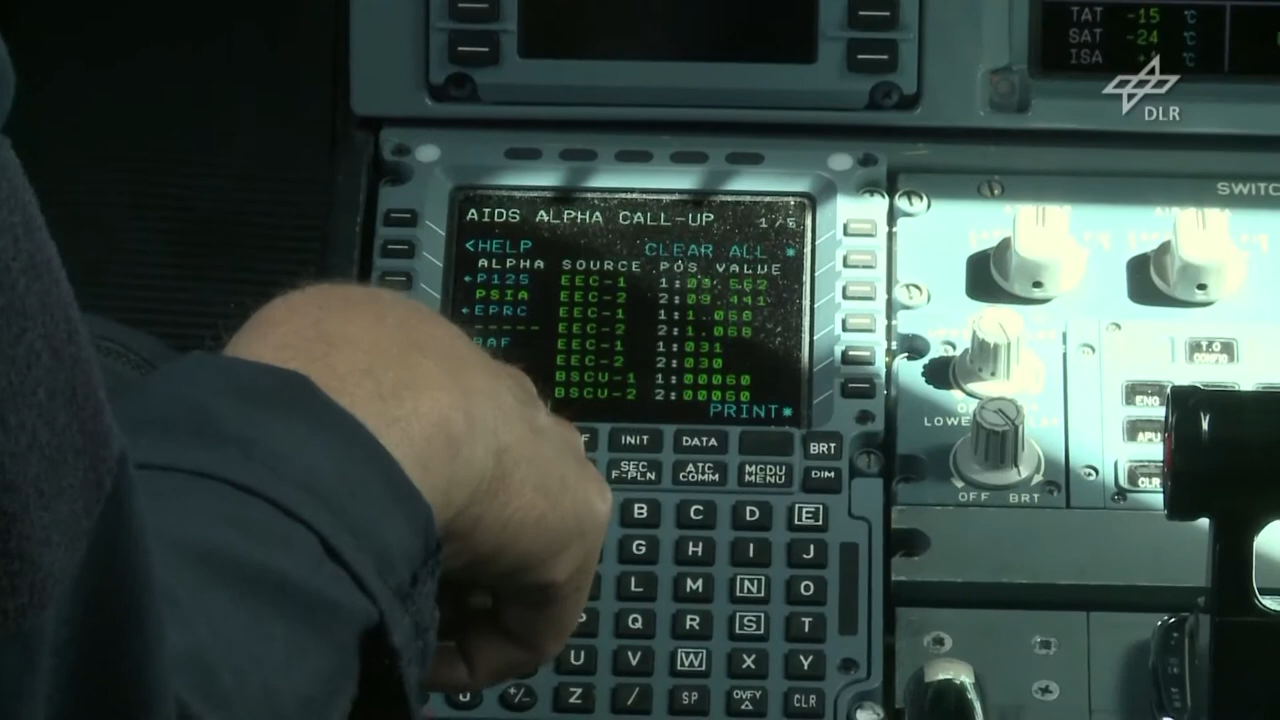 TAT -15 °C
SAT -24 °C
ISA °C
DLR
AIDS ALPHA CALL-UP 1/5
<HELP CLEAR ALL *
ALPHA SOURCE POS VALUE
←P125 EEC-1 1:09.562
PSIA EEC-2 2:09.441
←EPRC EEC-1 1:1.068
----- EEC-2 2:1.068
BAF EEC-1 1:031
EEC-2 2:030
BSCU-1 1:00060
BSCU-2 2:00060
PRINT*
INIT DATA BRT
SEC F-PLN ATC COMM MCDU MENU DIM
B C D E
G H I J
L M N O
Q R S T
U V W X Y
+/- Z / SP OVFY Δ CLR
T.O CONFIG
ENG
APU
CLR
OFF BRT